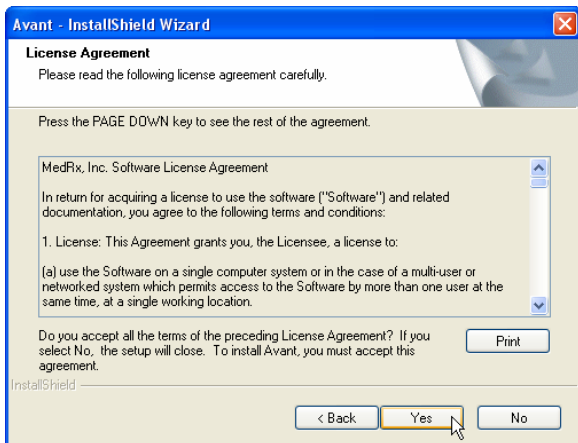 Avant - InstallShield Wizard
License Agreement
Please read the following license agreement carefully.
Press the PAGE DOWN key to see the rest of the agreement.
MedRx, Inc. Software License Agreement
In return for acquiring a license to use the software ("Software") and related
documentation, you agree to the following terms and conditions:
1. License: This Agreement grants you, the Licensee, a license to:
(a) use the Software on a single computer system or in the case of a multi-user or
networked system which permits access to the Software by more than one user at the
same time, at a single working location.
Do you accept all the terms of the preceding License Agreement? If you
select No, the setup will close. To install Avant, you must accept this
agreement.
Print
InstallShield
< Back
Yes
No